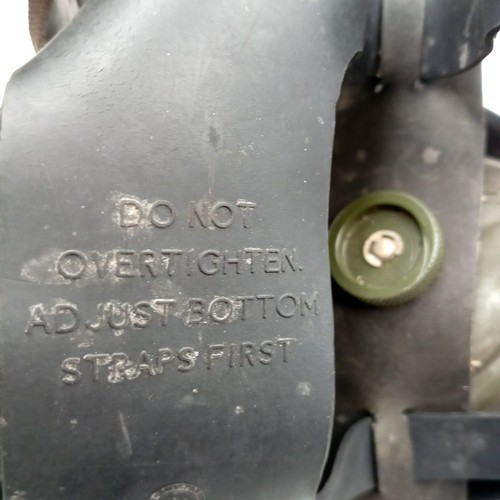 DO NOT
OVERTIGHTEN.
ADJUST BOTTOM
STRAPS FIRST